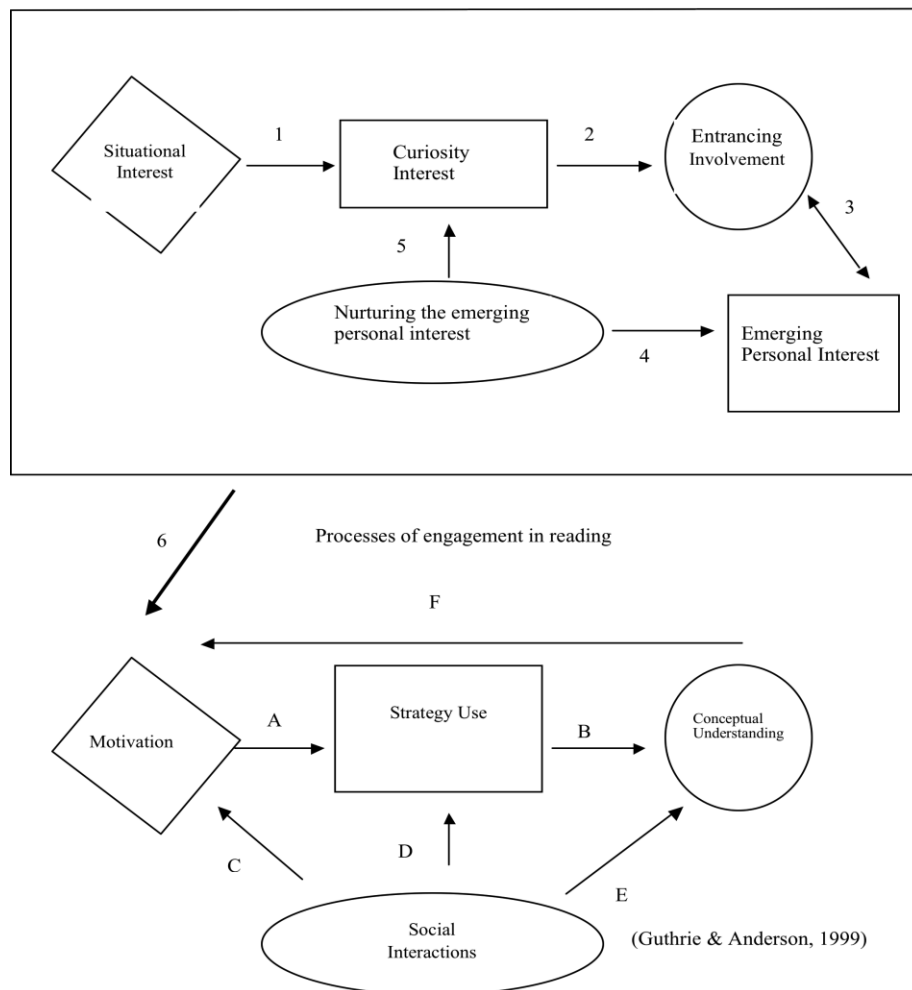 1
2
Situational
Interest
Curiosity
Interest
Entrancing
Involvement
3
5
Nurturing the emerging
personal interest
4
Emerging
Personal Interest
6
Processes of engagement in reading
F
Motivation
A
Strategy Use
B
Conceptual
Understanding
C
D
E
Social
Interactions
(Guthrie & Anderson, 1999)